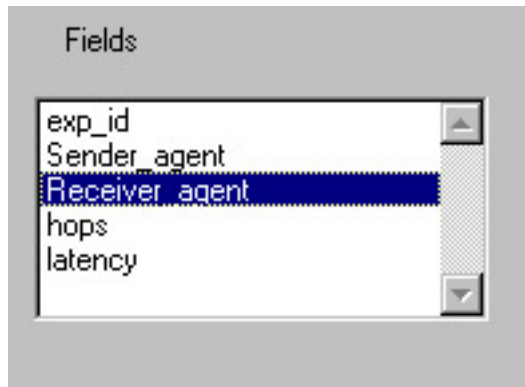 Fields
exp_id
Sender_agent
Receiver_agent
hops
latency